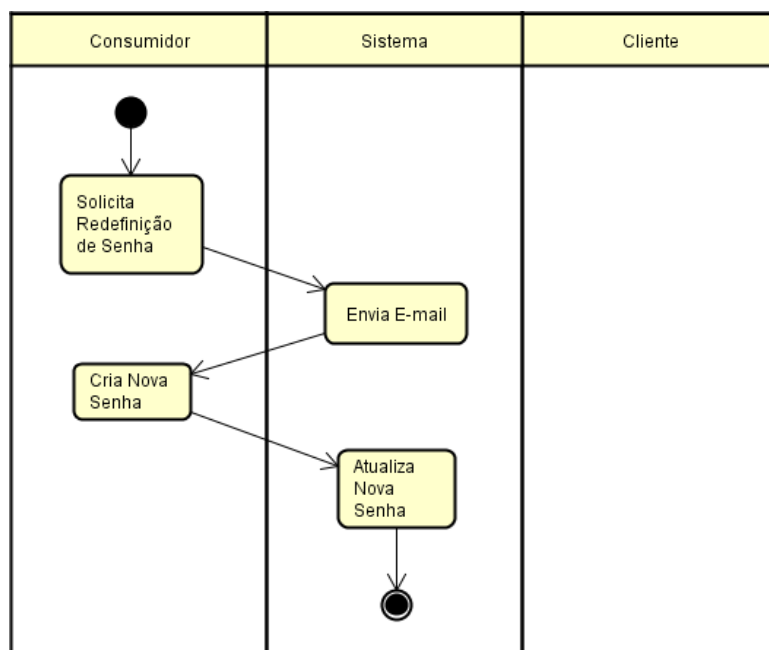 Consumidor
Sistema
Cliente
Solicita
Redefinição
de Senha
Envia E-mail
Cria Nova
Senha
Atualiza
Nova
Senha